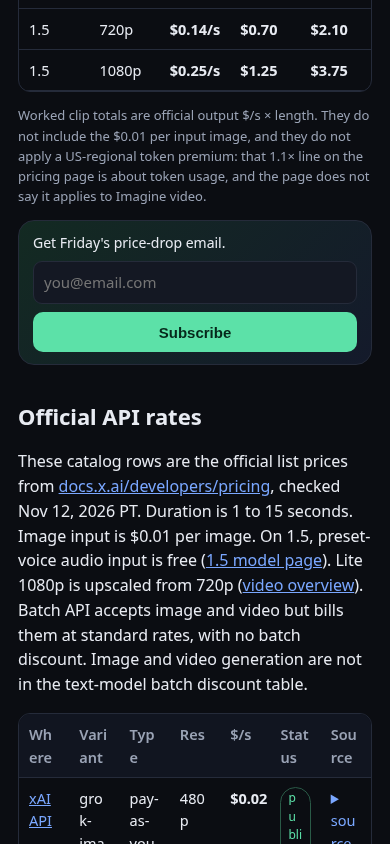 1.5 720p $0.14/s $0.70 $2.10
1.5 1080p $0.25/s $1.25 $3.75
Worked clip totals are official output $/s × length. They do
not include the $0.01 per input image, and they do not
apply a US-regional token premium: that 1.1× line on the
pricing page is about token usage, and the page does not
say it applies to Imagine video.
Get Friday's price-drop email.
you@email.com
Subscribe
Official API rates
These catalog rows are the official list prices
from docs.x.ai/developers/pricing, checked
Nov 12, 2026 PT. Duration is 1 to 15 seconds.
Image input is $0.01 per image. On 1.5, preset-
voice audio input is free (1.5 model page). Lite
1080p is upscaled from 720p (video overview).
Batch API accepts image and video but bills
them at standard rates, with no batch
discount. Image and video generation are not
in the text-model batch discount table.
Wh Vari Typ Res $/s Stat Sou
ere ant e us rce
xAI gro pay- 480 $0.02 p ▶
API k- as- p u sou
ima you bli rce